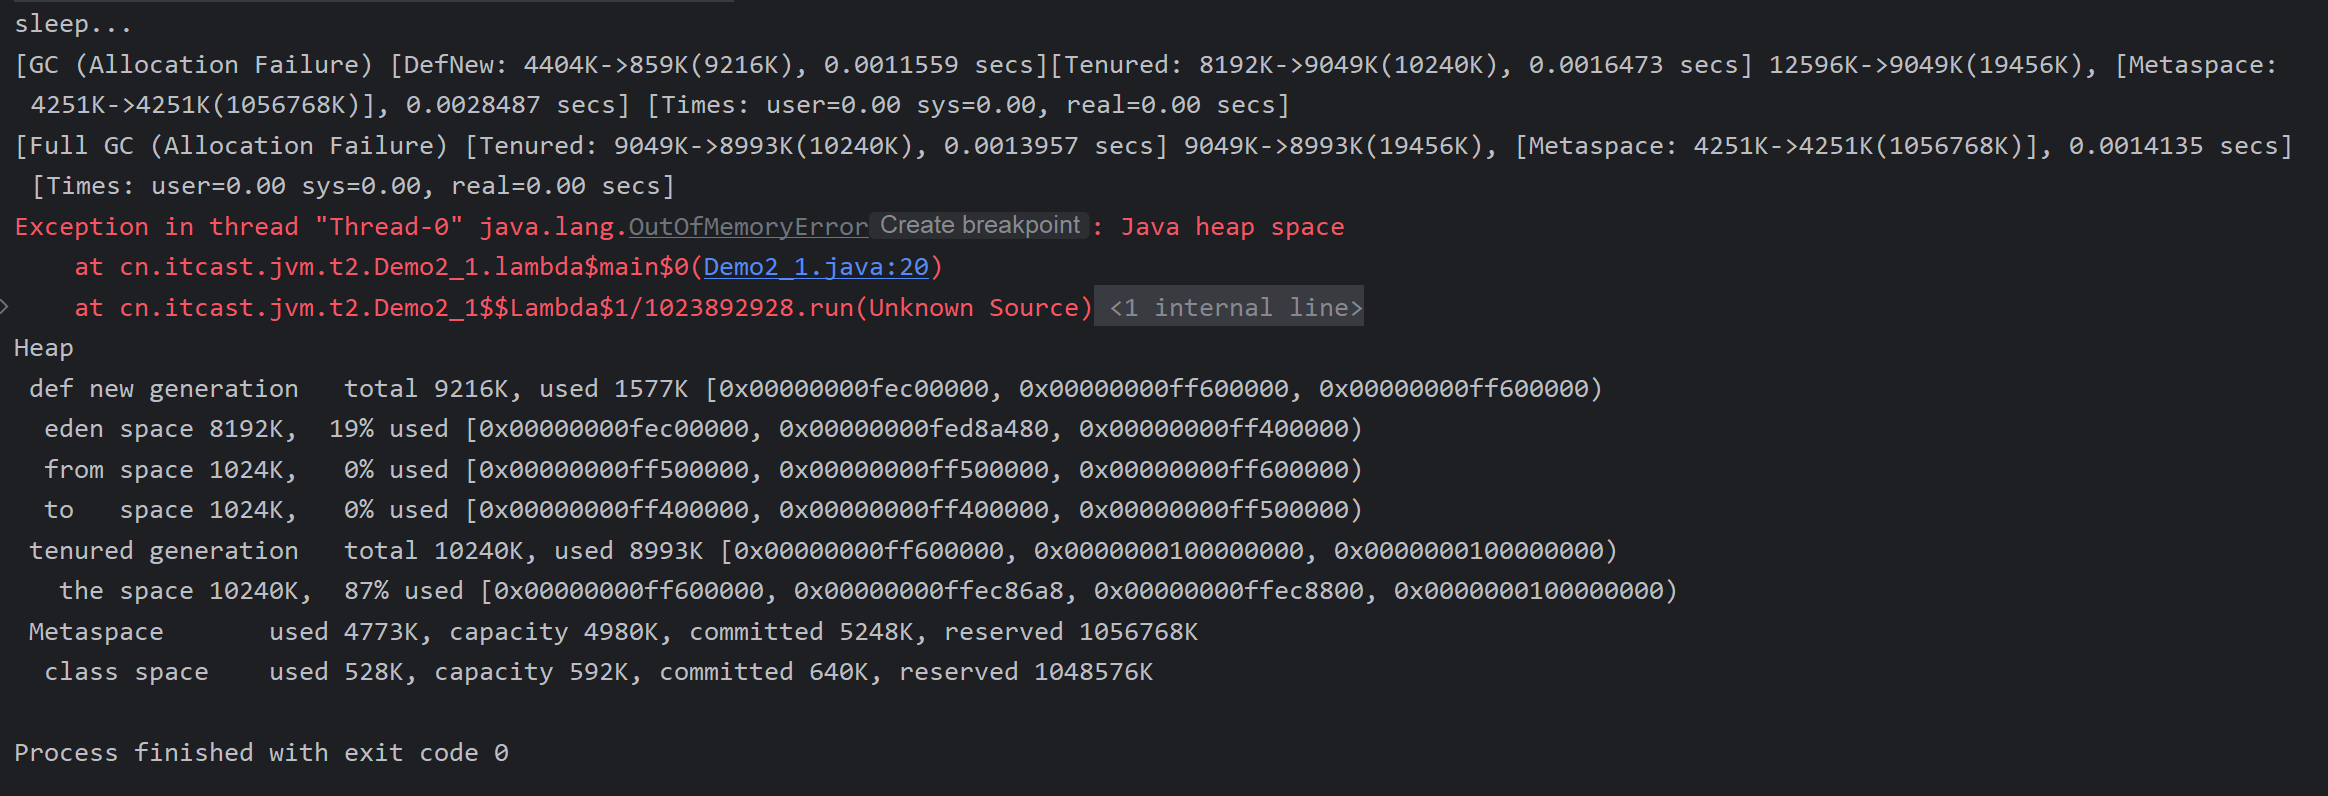 sleep...
[GC (Allocation Failure) [DefNew: 4404K->859K(9216K), 0.0011559 secs][Tenured: 8192K->9049K(10240K), 0.0016473 secs] 12596K->9049K(19456K), [Metaspace:
4251K->4251K(1056768K)], 0.0028487 secs] [Times: user=0.00 sys=0.00, real=0.00 secs]
[Full GC (Allocation Failure) [Tenured: 9049K->8993K(10240K), 0.0013957 secs] 9049K->8993K(19456K), [Metaspace: 4251K->4251K(1056768K)], 0.0014135 secs]
[Times: user=0.00 sys=0.00, real=0.00 secs]
Exception in thread "Thread-0" java.lang.OutOfMemoryError Create breakpoint : Java heap space
    at cn.itcast.jvm.t2.Demo2_1.lambda$main$0(Demo2_1.java:20)
    at cn.itcast.jvm.t2.Demo2_1$$Lambda$1/1023892928.run(Unknown Source) <1 internal line>
Heap
 def new generation   total 9216K, used 1577K [0x00000000fec00000, 0x00000000ff600000, 0x00000000ff600000)
  eden space 8192K,  19% used [0x00000000fec00000, 0x00000000fed8a480, 0x00000000ff400000)
  from space 1024K,   0% used [0x00000000ff500000, 0x00000000ff500000, 0x00000000ff600000)
  to   space 1024K,   0% used [0x00000000ff400000, 0x00000000ff400000, 0x00000000ff500000)
 tenured generation   total 10240K, used 8993K [0x00000000ff600000, 0x0000000100000000, 0x0000000100000000)
   the space 10240K,  87% used [0x00000000ff600000, 0x00000000ffec86a8, 0x00000000ffec8800, 0x0000000100000000)
 Metaspace       used 4773K, capacity 4980K, committed 5248K, reserved 1056768K
  class space    used 528K, capacity 592K, committed 640K, reserved 1048576K
Process finished with exit code 0